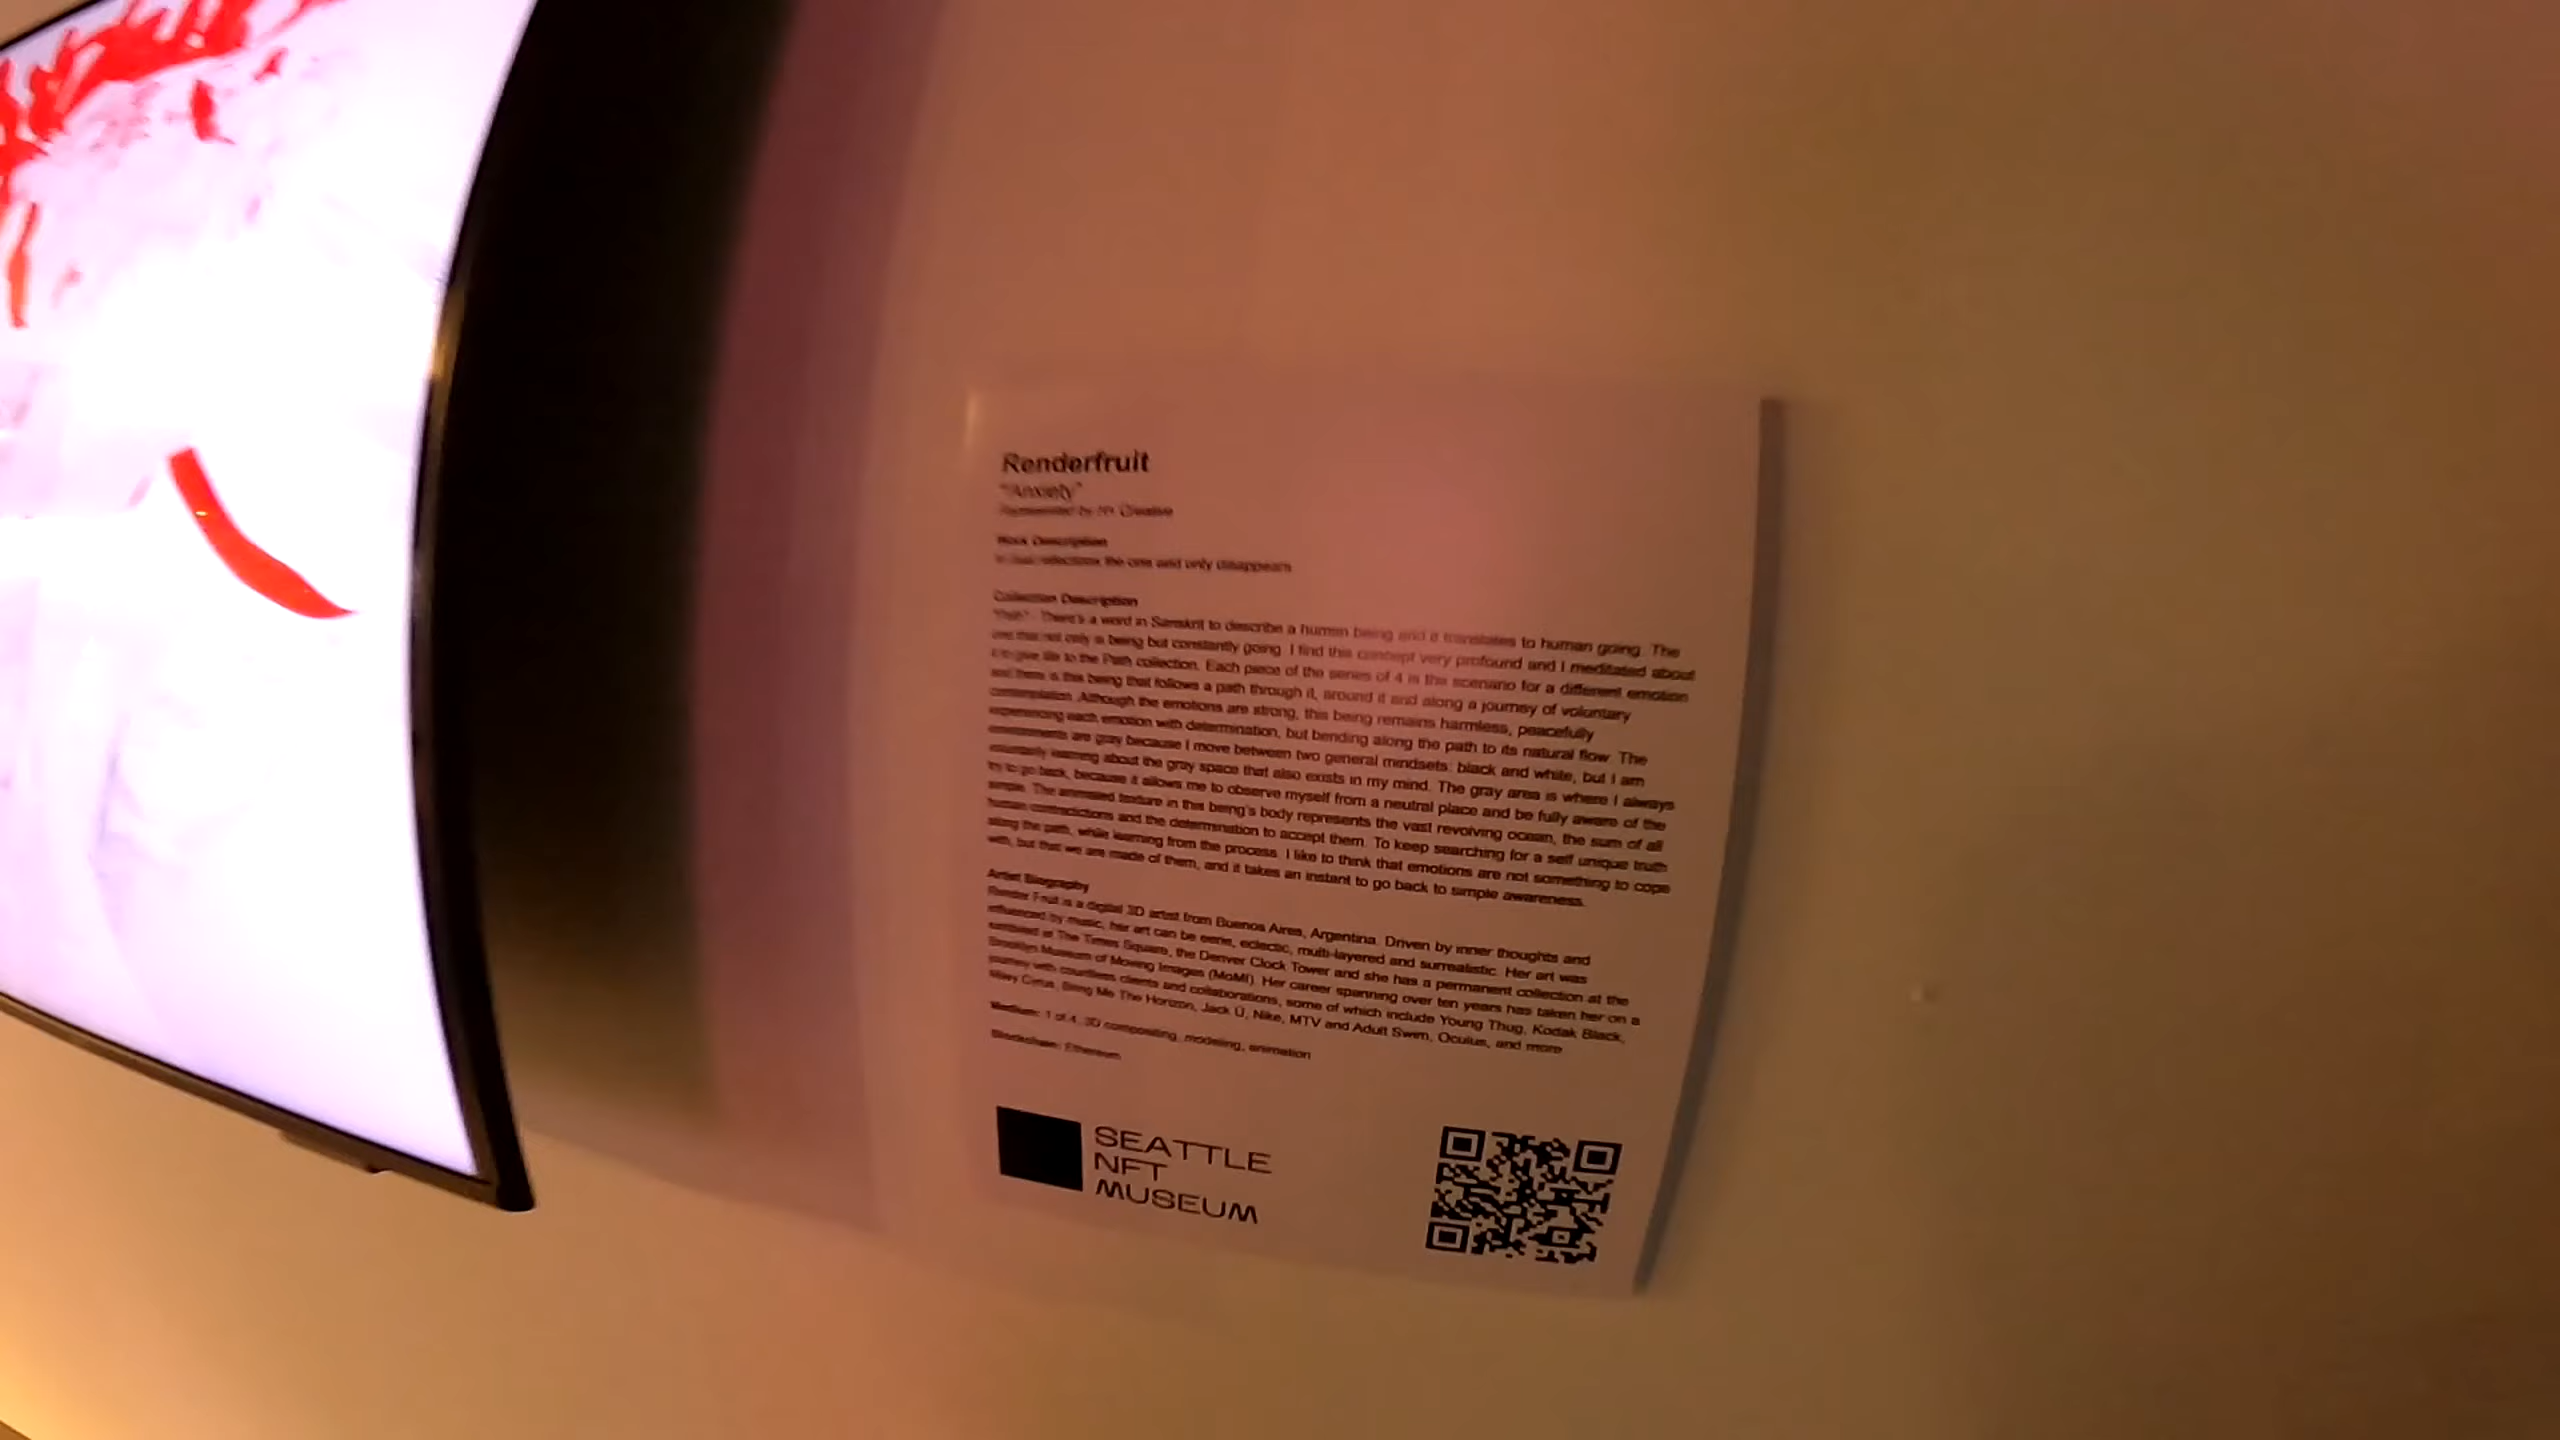 Renderfruit
"Anxiety"
Represented by Creative
Work Description
the one and only disappears
Collection Description
"Path" - There's a word in Sanskrit to describe a human being and it translates to human going. The
one that not only is being but constantly going. I find this concept very profound and I meditated about
it to give life to the Path collection. Each piece of the series of 4 is the scenario for a different emotion
and there is this being that follows a path through it, around it and along a journey of voluntary
contemplation. Although the emotions are strong, this being remains harmless, peacefully
experiencing each emotion with determination, but bending along the path to its natural flow. The
environments are gray because I move between two general mindsets: black and white, but I am
constantly learning about the gray space that also exists in my mind. The gray area is where I always
try to go back, because it allows me to observe myself from a neutral place and be fully aware of the
simple. The animated texture in this being's body represents the vast revolving ocean, the sum of all
human contradictions and the determination to accept them. To keep searching for a self unique truth
along the path, while learning from the process. I like to think that emotions are not something to cope
with, but that we are made of them, and it takes an instant to go back to simple awareness.
Artist Biography
Render Fruit is a digital 3D artist from Buenos Aires, Argentina. Driven by inner thoughts and
influenced by music, her art can be eerie, eclectic, multi-layered and surrealistic. Her art was
exhibited at The Times Square, the Denver Clock Tower and she has a permanent collection at the
Brooklyn Museum of Moving Images (MoMI). Her career spanning over ten years has taken her on a
journey with countless clients and collaborations, some of which include Young Thug, Kodak Black,
Miley Cyrus, Bring Me The Horizon, Jack Ü, Nike, MTV and Adult Swim, Oculus, and more
Medium: 1 of 4, 3D compositing, modeling, animation
Blockchain: Ethereum
SEATTLE
NFT
MUSEUM